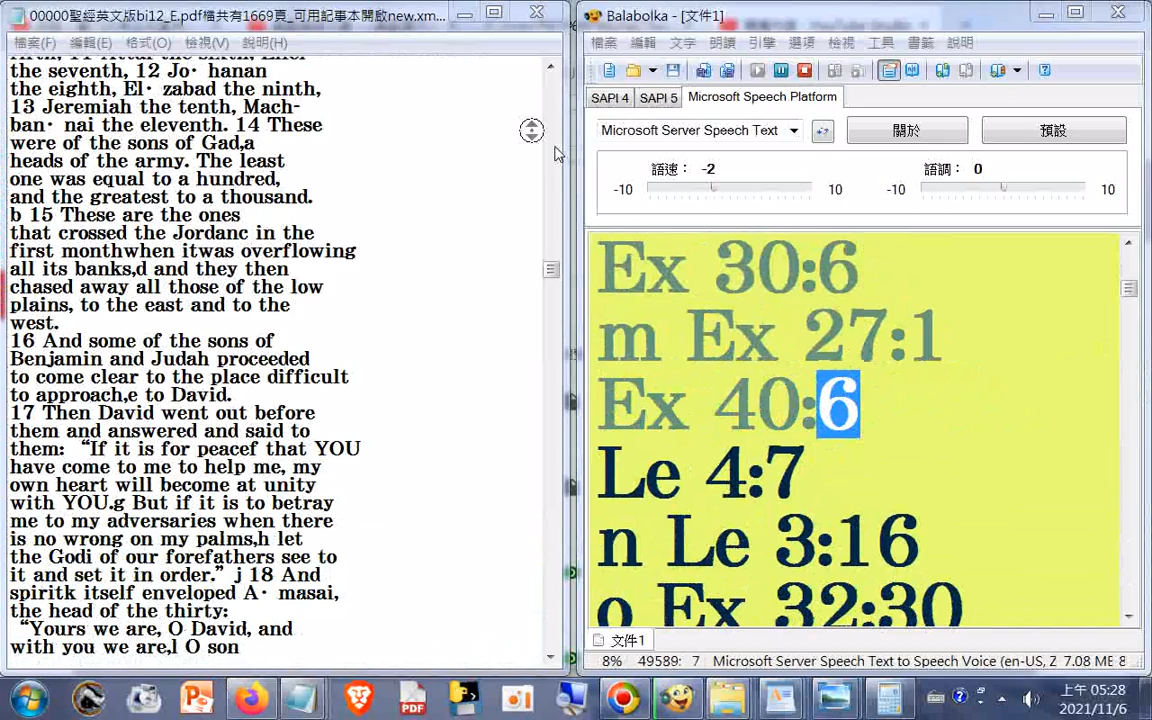 00000聖經英文版bi12_E.pdf檔共有1669頁_可用記事本開啟new.xm...
檔案(F) 編輯(E) 格式(O) 檢視(V) 說明(H)
the seventh, 12 Jo· hanan
the eighth, El· zabad the ninth,
13 Jeremiah the tenth, Mach-
ban· nai the eleventh. 14 These
were of the sons of Gad,a
heads of the army. The least
one was equal to a hundred,
and the greatest to a thousand.
b 15 These are the ones
that crossed the Jordanc in the
first monthwhen itwas overflowing
all its banks,d and they then
chased away all those of the low
plains, to the east and to the
west.
16 And some of the sons of
Benjamin and Judah proceeded
to come clear to the place difficult
to approach,e to David.
17 Then David went out before
them and answered and said to
them: “If it is for peacef that YOU
have come to me to help me, my
own heart will become at unity
with YOU.g But if it is to betray
me to my adversaries when there
is no wrong on my palms,h let
the Godi of our forefathers see to
it and set it in order.” j 18 And
spiritk itself enveloped A· masai,
the head of the thirty:
“Yours we are, O David, and
with you we are,l O son
Balabolka - [文件1]
檔案 編輯 文字 朗讀 引擎 選項 檢視 工具 書籤 說明
SAPI 4 SAPI 5 Microsoft Speech Platform
Microsoft Server Speech Text 關於 預設
語速: -2 語調: 0
-10 10 -10 10
Ex 30:6
m Ex 27:1
Ex 40:6
Le 4:7
n Le 3:16
o Ex 32:30
文件1
8% 49589: 7 Microsoft Server Speech Text to Speech Voice (en-US, Z 7.08 MB 8
PDF
上午 05:28
2021/11/6